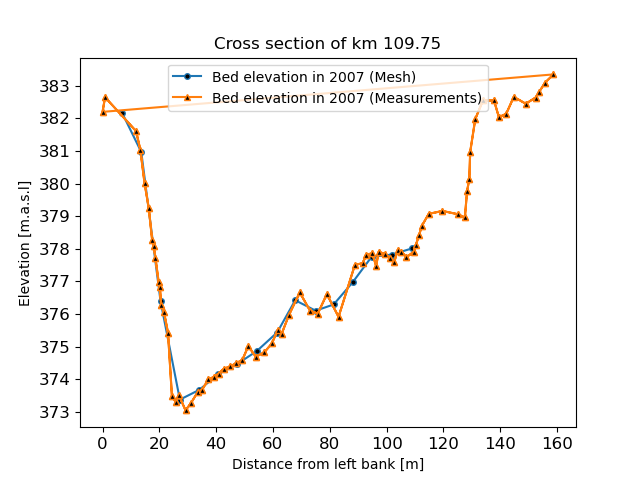 Cross section of km 109.75
Bed elevation in 2007 (Mesh)
Bed elevation in 2007 (Measurements)
Elevation [m.a.s.l]
383
382
381
380
379
378
377
376
375
374
373
0 20 40 60 80 100 120 140 160
Distance from left bank [m]